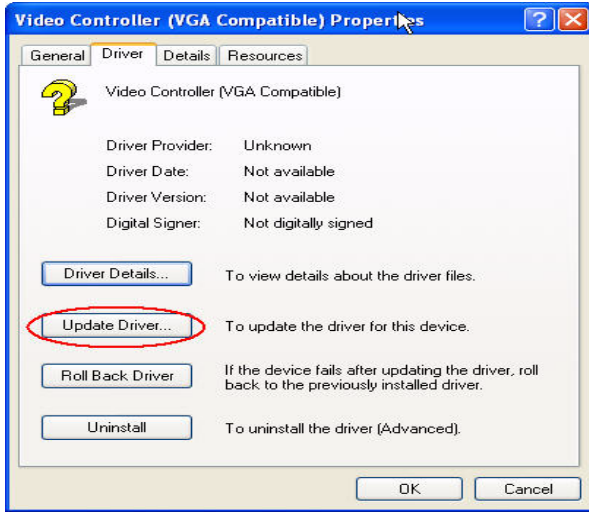 Video Controller (VGA Compatible) Properties
General Driver Details Resources
Video Controller (VGA Compatible)
Driver Provider: Unknown
Driver Date: Not available
Driver Version: Not available
Digital Signer: Not digitally signed
Driver Details... To view details about the driver files.
Update Driver... To update the driver for this device.
Roll Back Driver If the device fails after updating the driver, roll
back to the previously installed driver.
Uninstall To uninstall the driver (Advanced).
OK Cancel